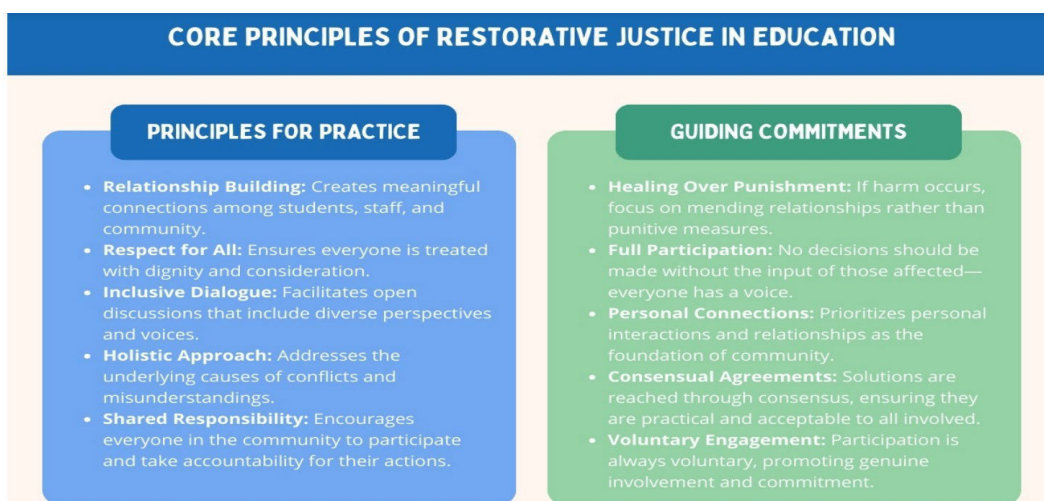 CORE PRINCIPLES OF RESTORATIVE JUSTICE IN EDUCATION
PRINCIPLES FOR PRACTICE
• Relationship Building: Creates meaningful
connections among students, staff, and
community.
• Respect for All: Ensures everyone is treated
with dignity and consideration.
• Inclusive Dialogue: Facilitates open
discussions that include diverse perspectives
and voices.
• Holistic Approach: Addresses the
underlying causes of conflicts and
misunderstandings.
• Shared Responsibility: Encourages
everyone in the community to participate
and take accountability for their actions.
GUIDING COMMITMENTS
• Healing Over Punishment: If harm occurs,
focus on mending relationships rather than
punitive measures.
• Full Participation: No decisions should be
made without the input of those affected—
everyone has a voice.
• Personal Connections: Prioritizes personal
interactions and relationships as the
foundation of community.
• Consensual Agreements: Solutions are
reached through consensus, ensuring they
are practical and acceptable to all involved.
• Voluntary Engagement: Participation is
always voluntary, promoting genuine
involvement and commitment.